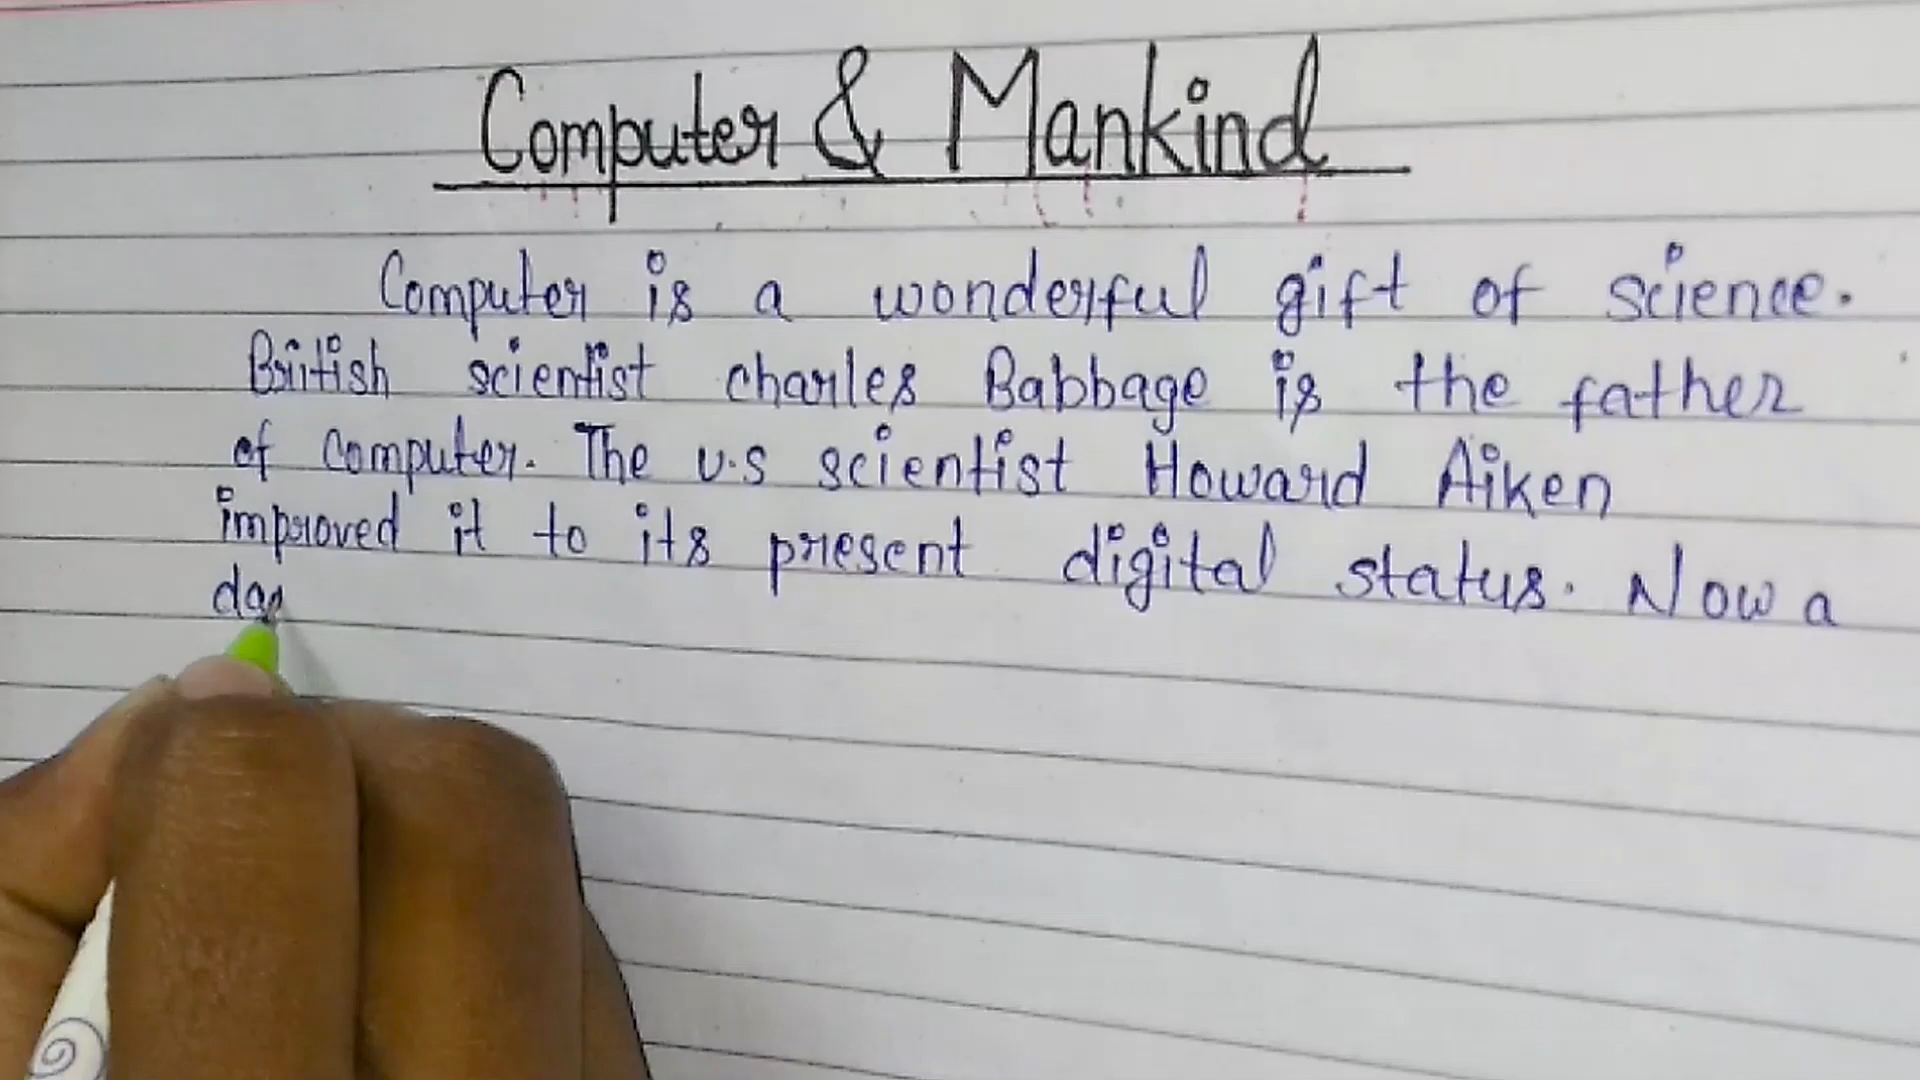 Computer & Mankind
Computer is a wonderful gift of science.
British scientist charles Babbage is the father
of computer. The U.S scientist Howard Aiken
improved it to its present digital status. Now a